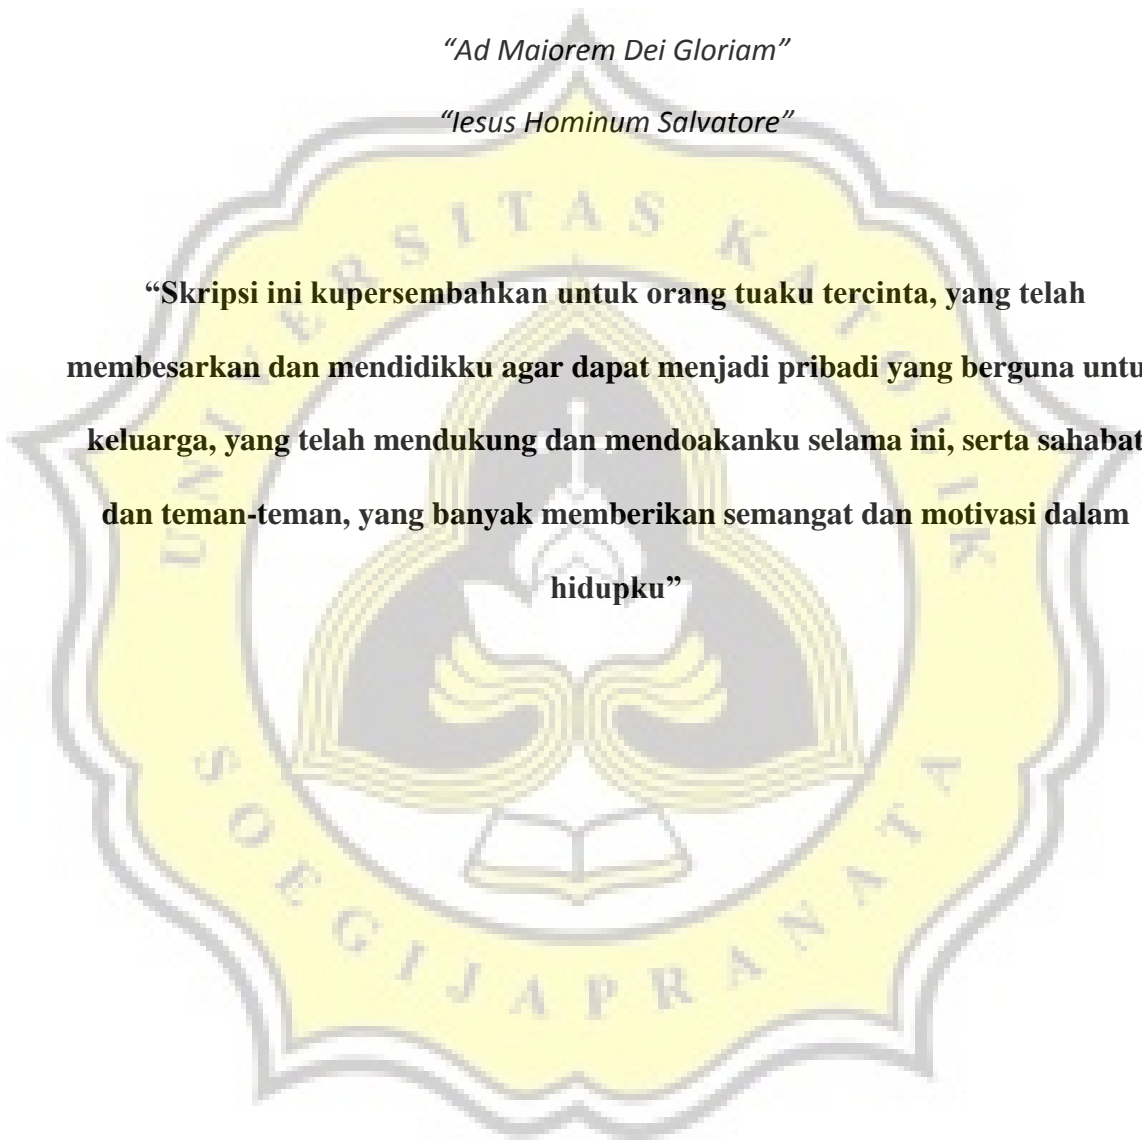 “Ad Maiorem Dei Gloriam”
“Iesus Hominum Salvatore”
“Skripsi ini kupersembahkan untuk orang tuaku tercinta, yang telah
membesarkan dan mendidikku agar dapat menjadi pribadi yang berguna untu
keluarga, yang telah mendukung dan mendoakanku selama ini, serta sahabat
dan teman-teman, yang banyak memberikan semangat dan motivasi dalam
hidupku”
UNIVERSITAS KATOLIK
SOEGIJAPRANATA